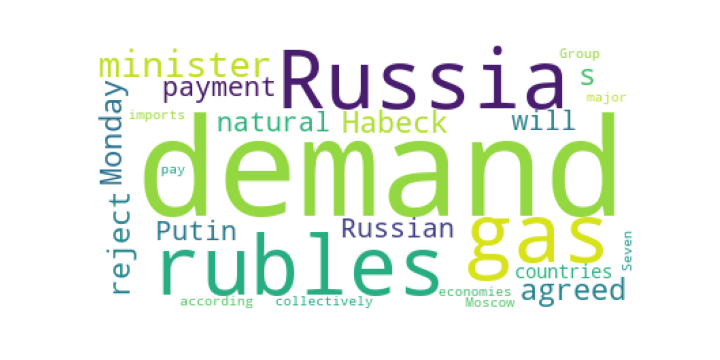 Group
minister
Russia
s
payment
major
imports
natural
Habeck
will
Monday
demand
pay
reject
Putin
Russian
gas
Seven
rubles
countries
agreed
economies
according
collectively
Moscow